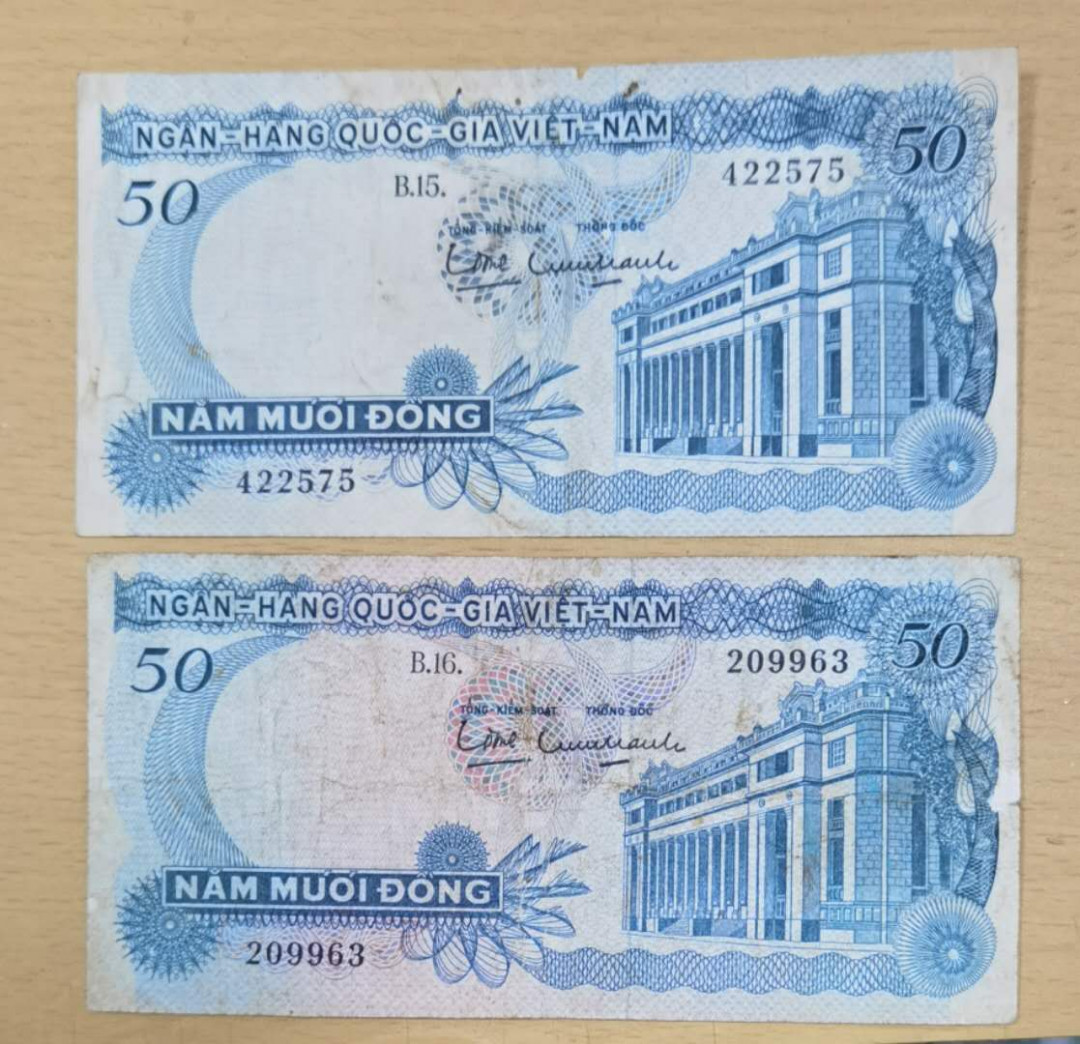 NGÂN-HÀNG QUỐC-GIA VIỆT-NAM
50
50
B.15.
422575
TỔNG-KIỂM-SOÁT THỐNG ĐỐC
NĂM MƯƠI ĐỒNG
422575
NGÂN-HÀNG QUỐC-GIA VIỆT-NAM
50
50
B.16.
209963
TỔNG-KIỂM-SOÁT THỐNG ĐỐC
NĂM MƯƠI ĐỒNG
209963